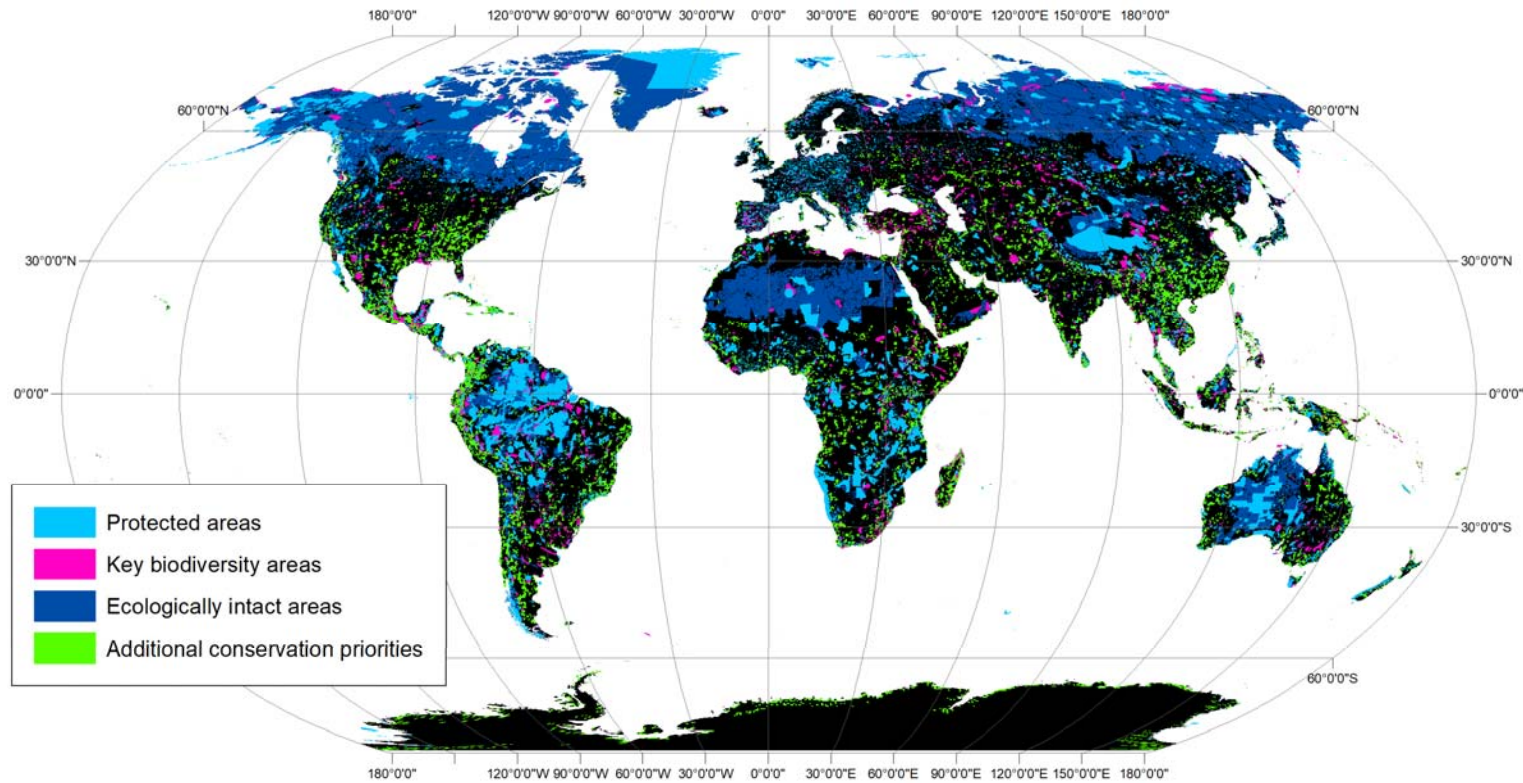 180°0'0" 120°0'0"W 90°0'0"W 60°0'0"W 30°0'0"W 0°0'0" 30°0'0"E 60°0'0"E 90°0'0"E 120°0'0"E 150°0'0"E 180°0'0"
60°0'0"N 60°0'0"N
30°0'0"N 30°0'0"N
0°0'0" 0°0'0"
Protected areas
Key biodiversity areas
Ecologically intact areas
Additional conservation priorities
30°0'0"S
60°0'0"S
180°0'0" 120°0'0"W 90°0'0"W 60°0'0"W 30°0'0"W 0°0'0" 30°0'0"E 60°0'0"E 90°0'0"E 120°0'0"E 150°0'0"E 180°0'0"